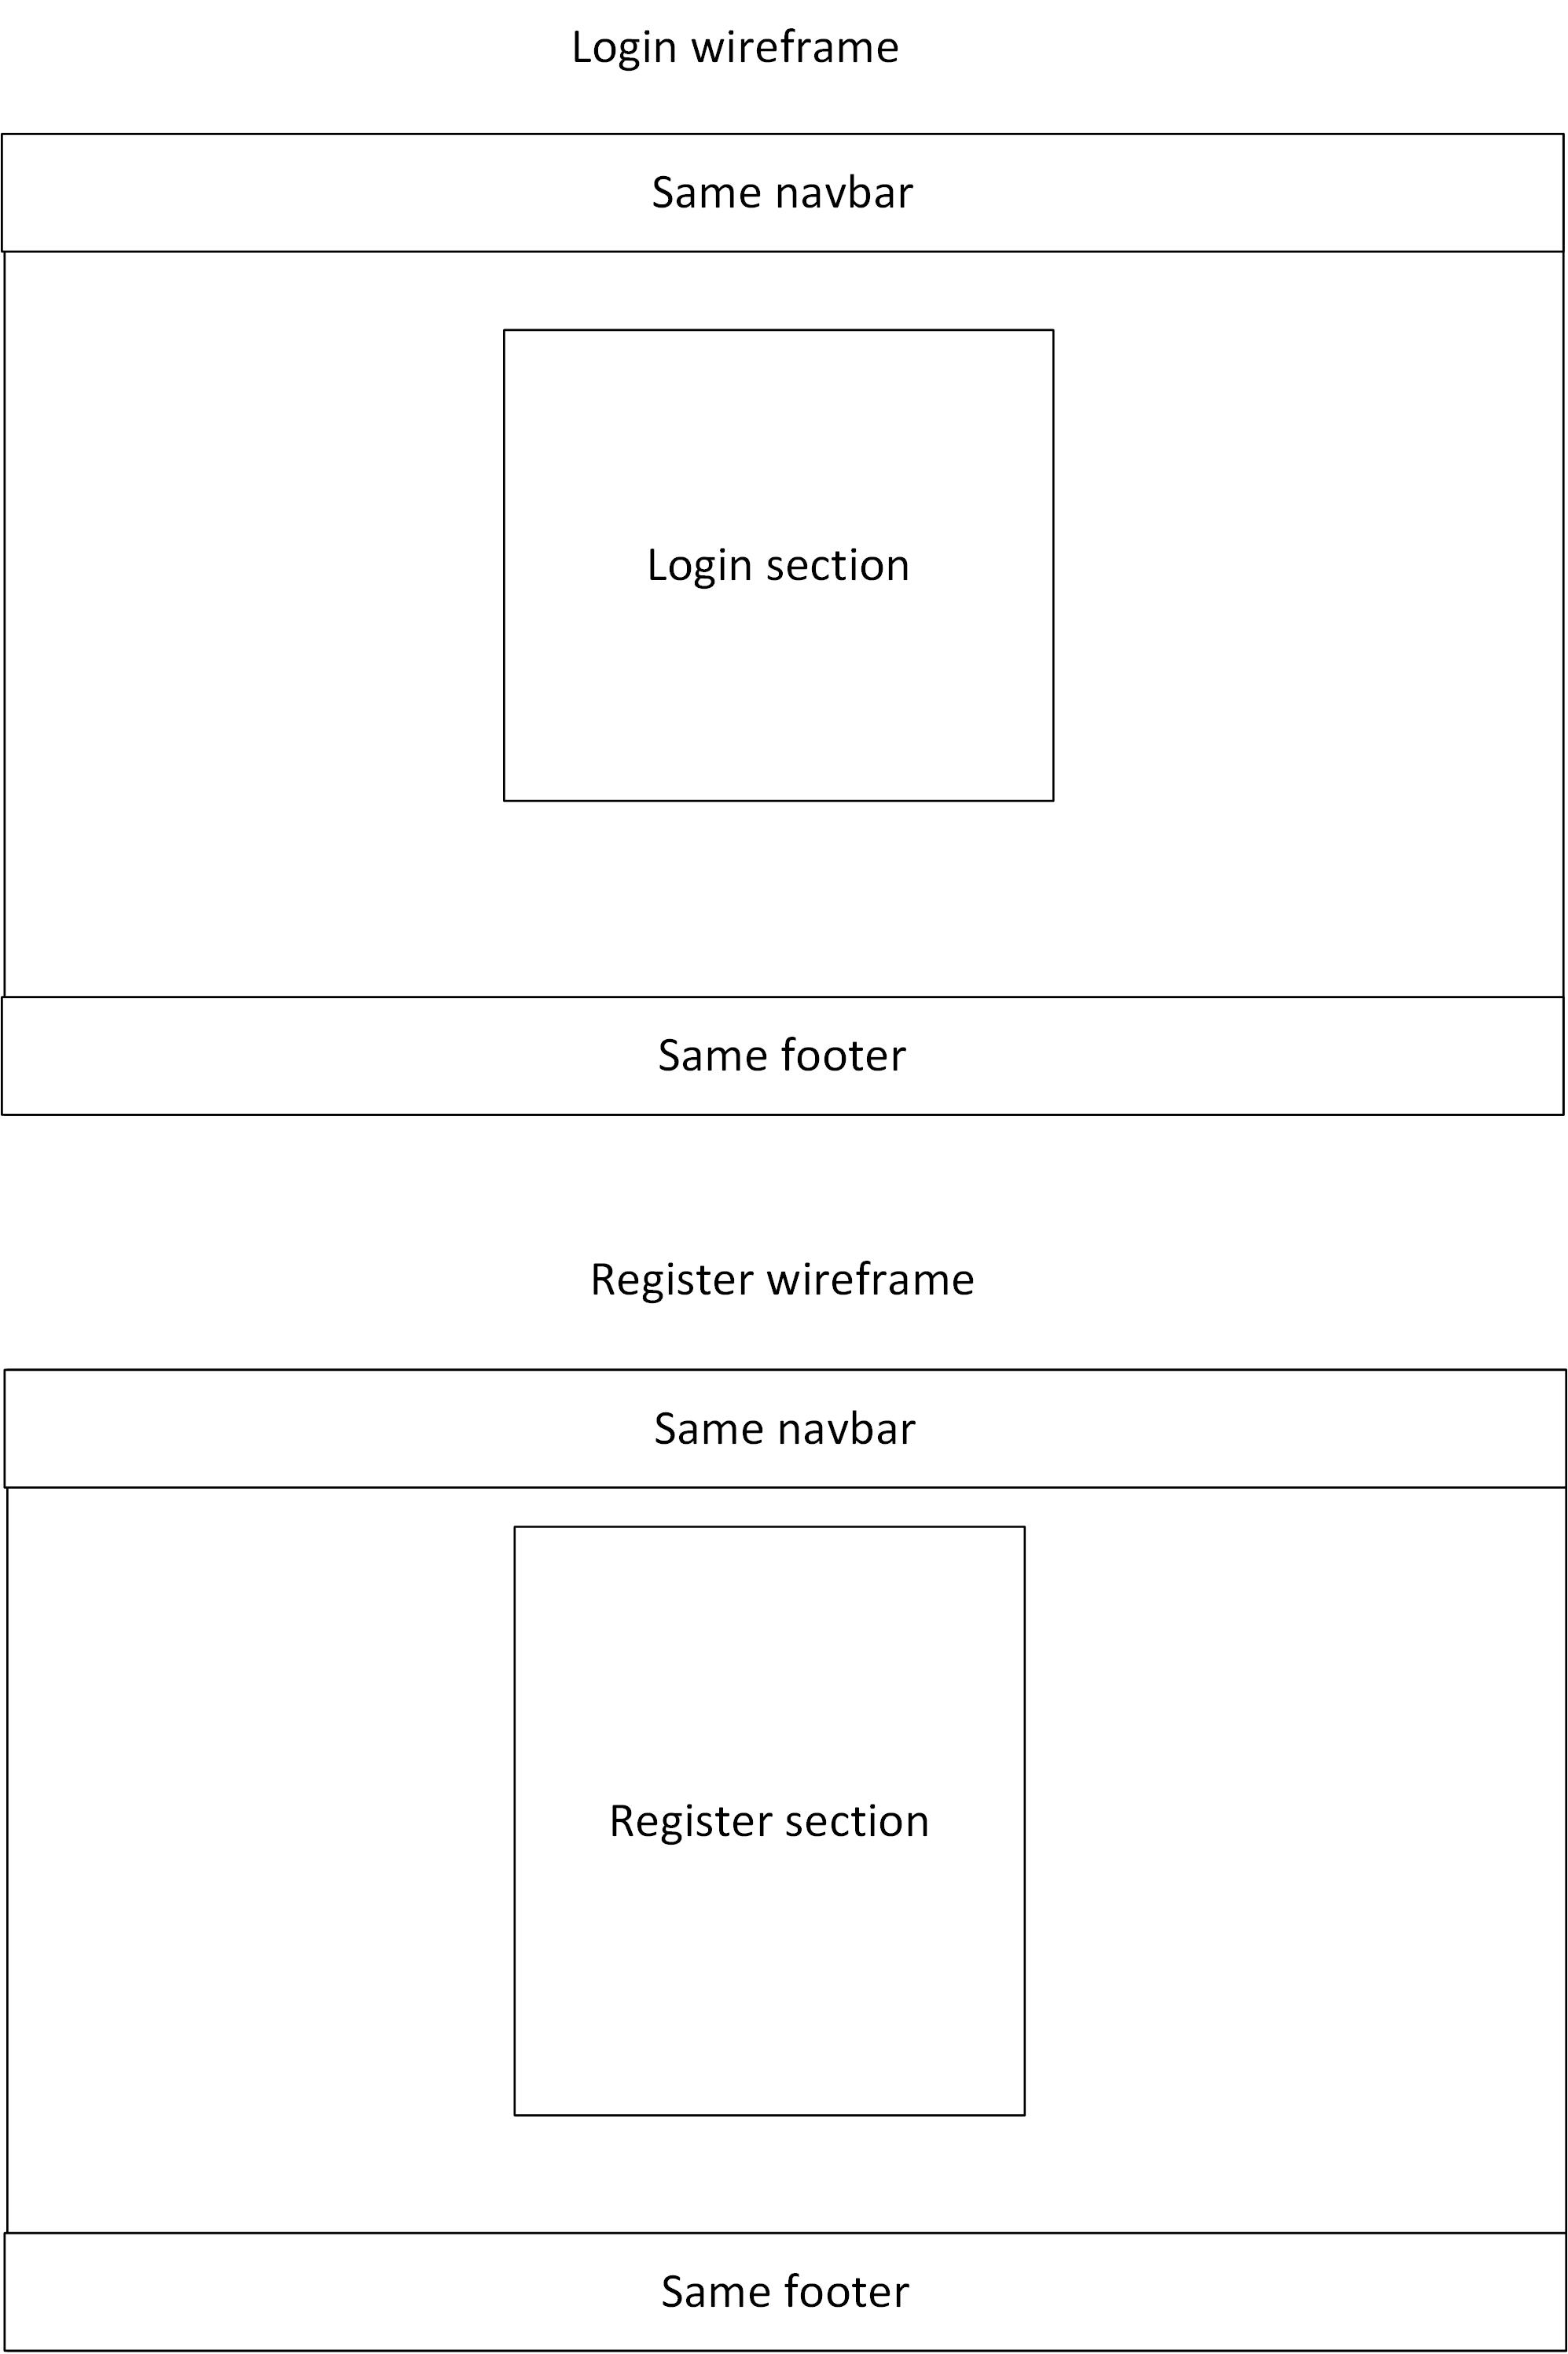 Login wireframe
Same navbar
Login section
Same footer
Register wireframe
Same navbar
Register section
Same footer